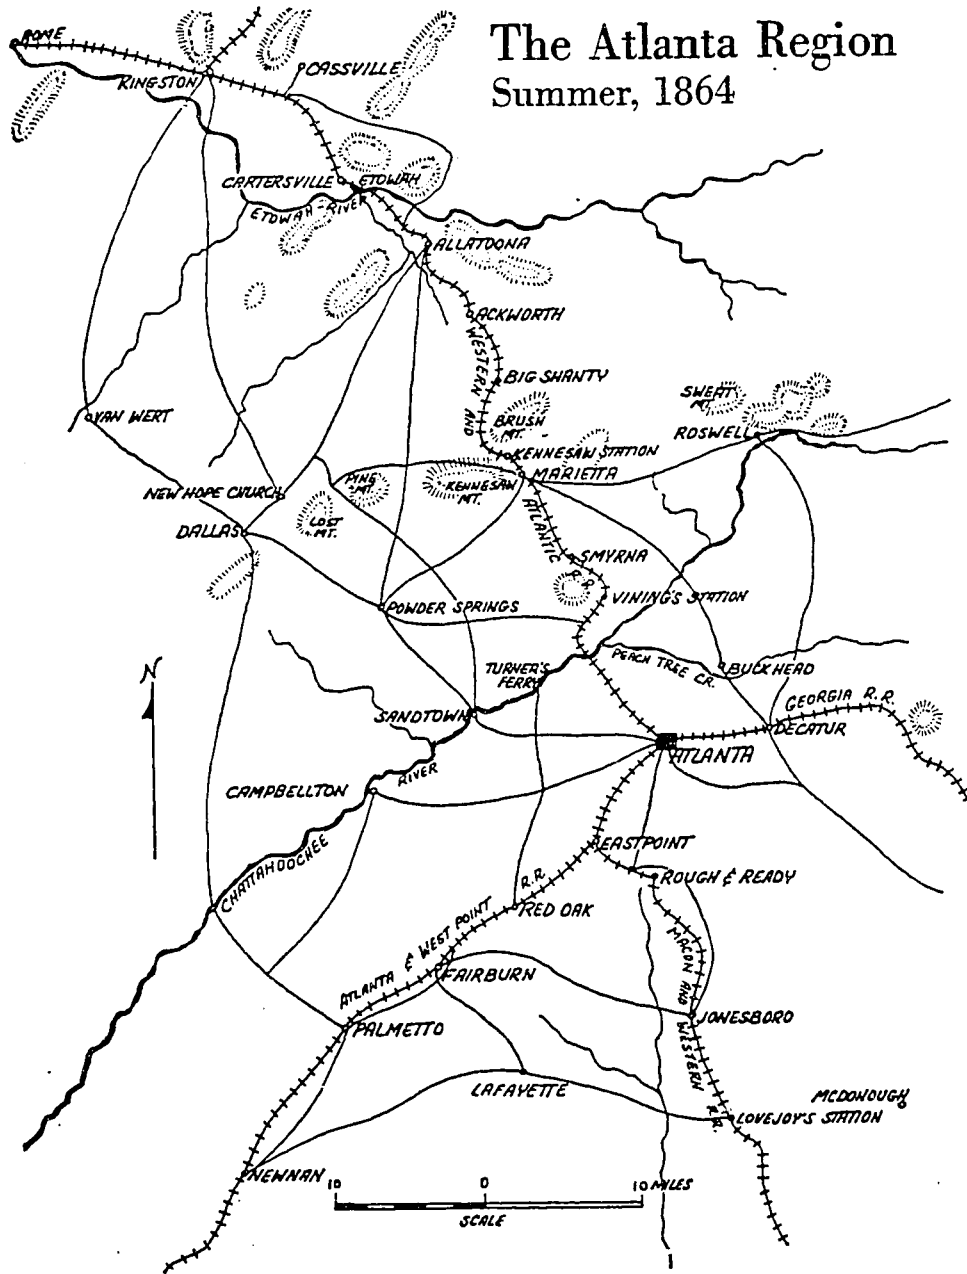 The Atlanta Region
Summer, 1864
ROME
KINGSTON
CASSVILLE
CARTERSVILLE
ETOWAH
ETOWAH RIVER
ALLATOONA
ACKWORTH
WESTERN AND
BIG SHANTY
SWEAT
MT.
VAN WERT
BRUSH
MT.
ROSWELL
KENNESAW STATION
MARIETTA
PINE
MT.
KENNESAW
MT.
NEW HOPE CHURCH
LOST
MT.
DALLAS
ATLANTIC R.R.
SMYRNA
VINING'S STATION
POWDER SPRINGS
N
PEACH TREE CR.
BUCKHEAD
TURNER'S
FERRY
GEORGIA R.R.
SANDTOWN
DECATUR
ATLANTA
RIVER
CAMPBELLTON
CHATTAHOOCHEE
EASTPOINT
ROUGH & READY
ATLANTA & WEST POINT R.R.
RED OAK
MACON AND WESTERN R.R.
FAIRBURN
JONESBORO
PALMETTO
LAFAYETTE
MCDONOUGH
LOVEJOY'S STATION
NEWNAN
10 0 10 MILES
SCALE